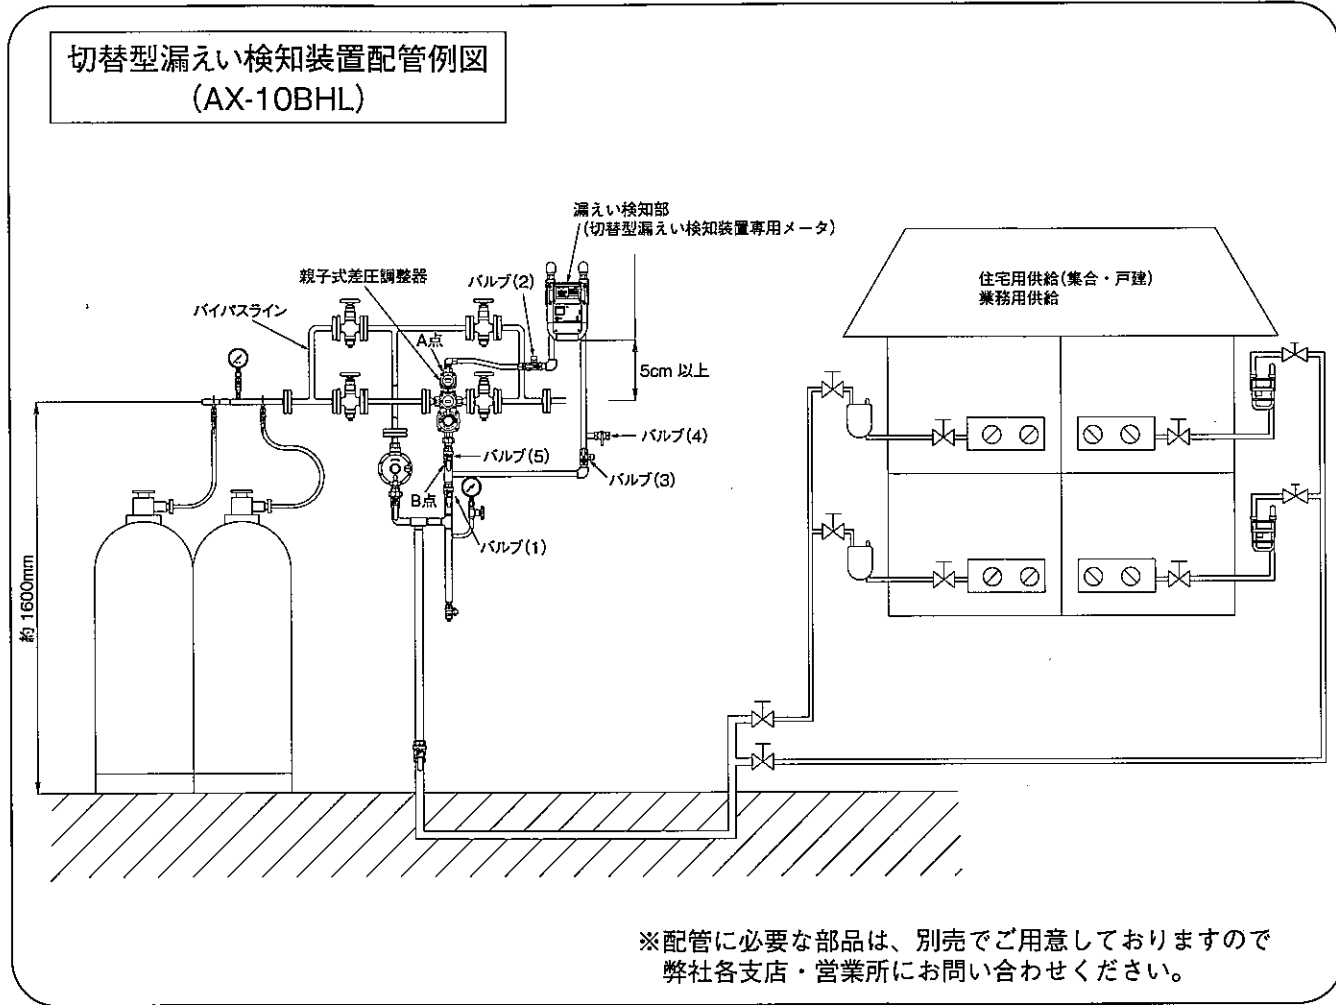 切替型漏えい検知装置配管例図
(AX-10BHL)
漏えい検知部
(切替型漏えい検知装置専用メータ)
親子式差圧調整器
バルブ(2)
バイパスライン
A点
5cm 以上
住宅用供給(集合・戸建)
業務用供給
バルブ(4)
バルブ(5)
バルブ(3)
B点
バルブ(1)
約 1600mm
※配管に必要な部品は、別売でご用意しておりますので
弊社各支店・営業所にお問い合わせください。